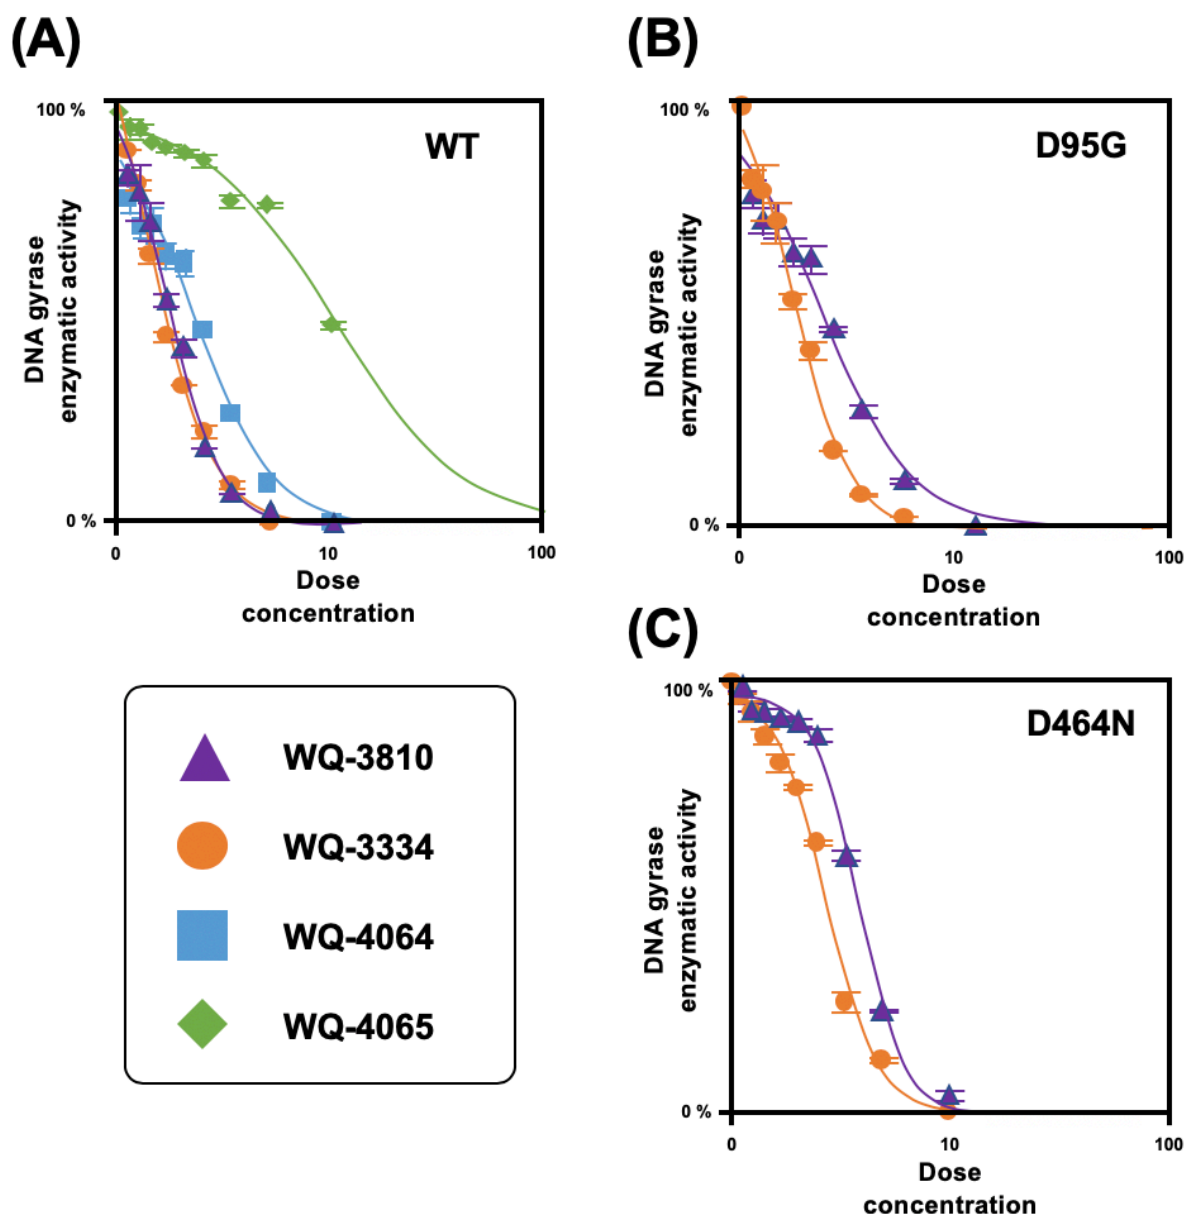 (A)
100 %
WT
DNA gyrase
enzymatic activity
0 %
0
10
100
Dose
concentration
(B)
100 %
D95G
DNA gyrase
enzymatic activity
0 %
0
10
100
Dose
concentration
(C)
100 %
D464N
DNA gyrase
enzymatic activity
0 %
0
10
100
Dose
concentration
WQ-3810
WQ-3334
WQ-4064
WQ-4065